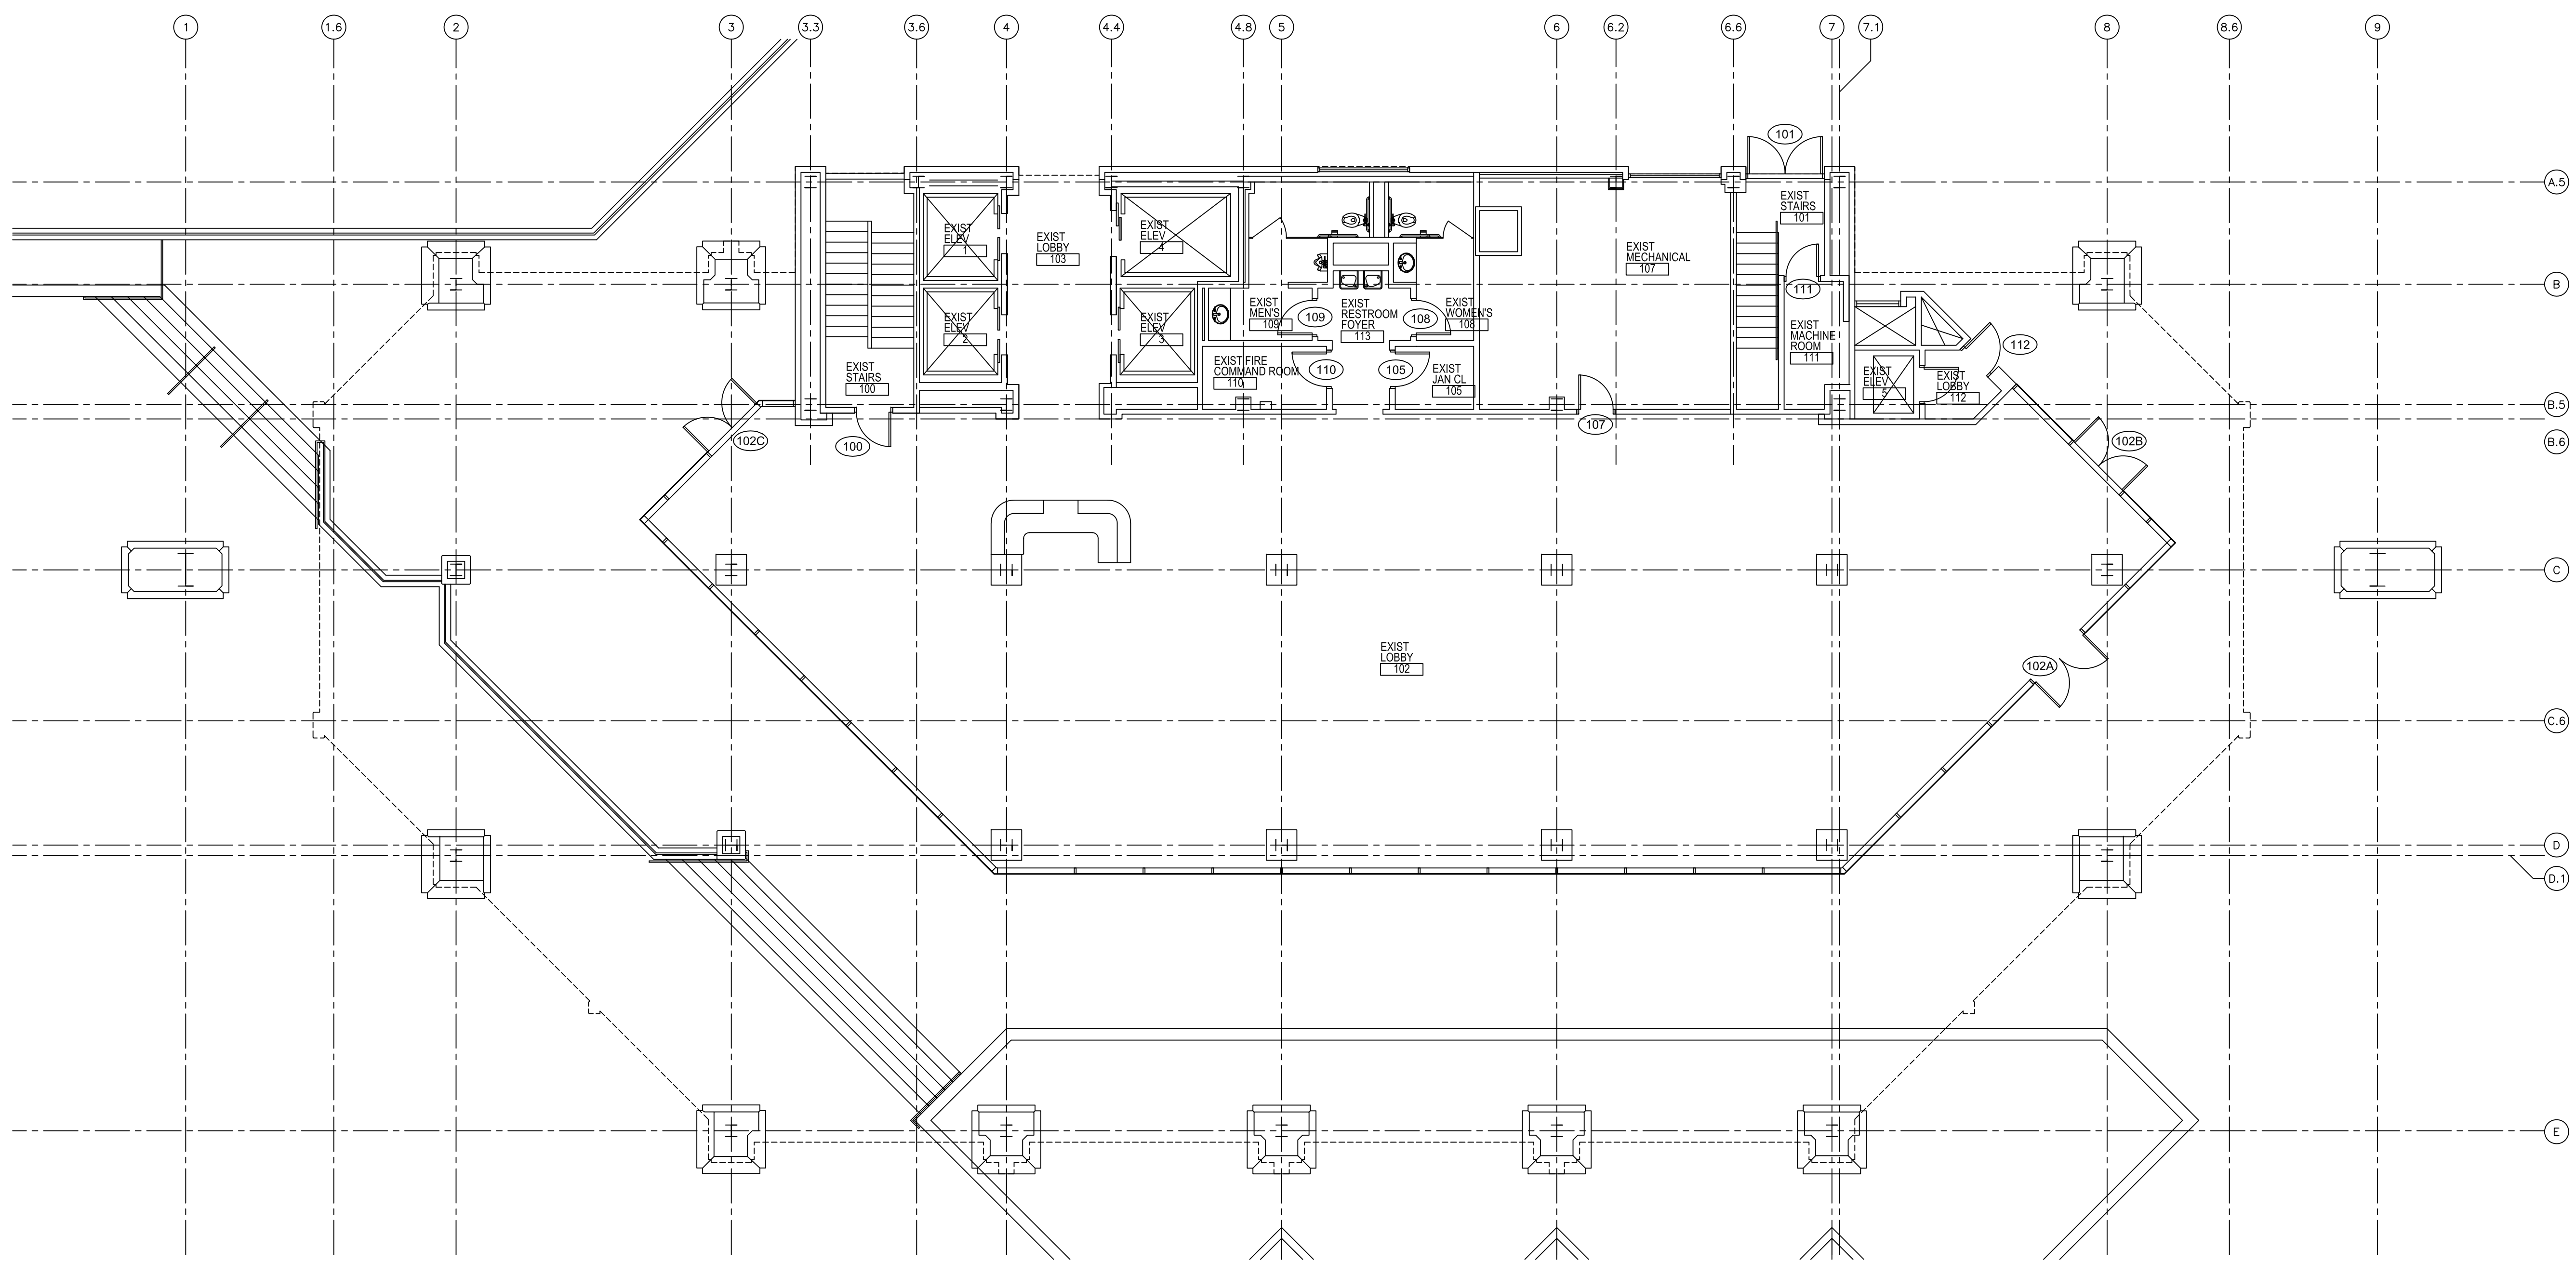 1
1.6
2
3
3.3
3.6
4
4.4
4.8
5
6
6.2
6.6
7
7.1
8
8.6
9
101
A.5
EXIST
STAIRS
101
EXIST
ELEV
1
EXIST
LOBBY
103
EXIST
ELEV
4
EXIST
MECHANICAL
107
B
111
EXIST
MEN'S
109
109
EXIST
RESTROOM
FOYER
113
108
EXIST
WOMEN'S
108
EXIST
ELEV
2
EXIST
ELEV
3
EXIST
MACHINE
ROOM
111
112
EXIST
STAIRS
100
EXIST FIRE
COMMAND ROOM
110
110
105
EXIST
JAN CL
105
EXIST
ELEV
5
EXIST
LOBBY
112
B.5
102C
100
107
102B
B.6
C
EXIST
LOBBY
102
102A
C.6
D
D.1
E